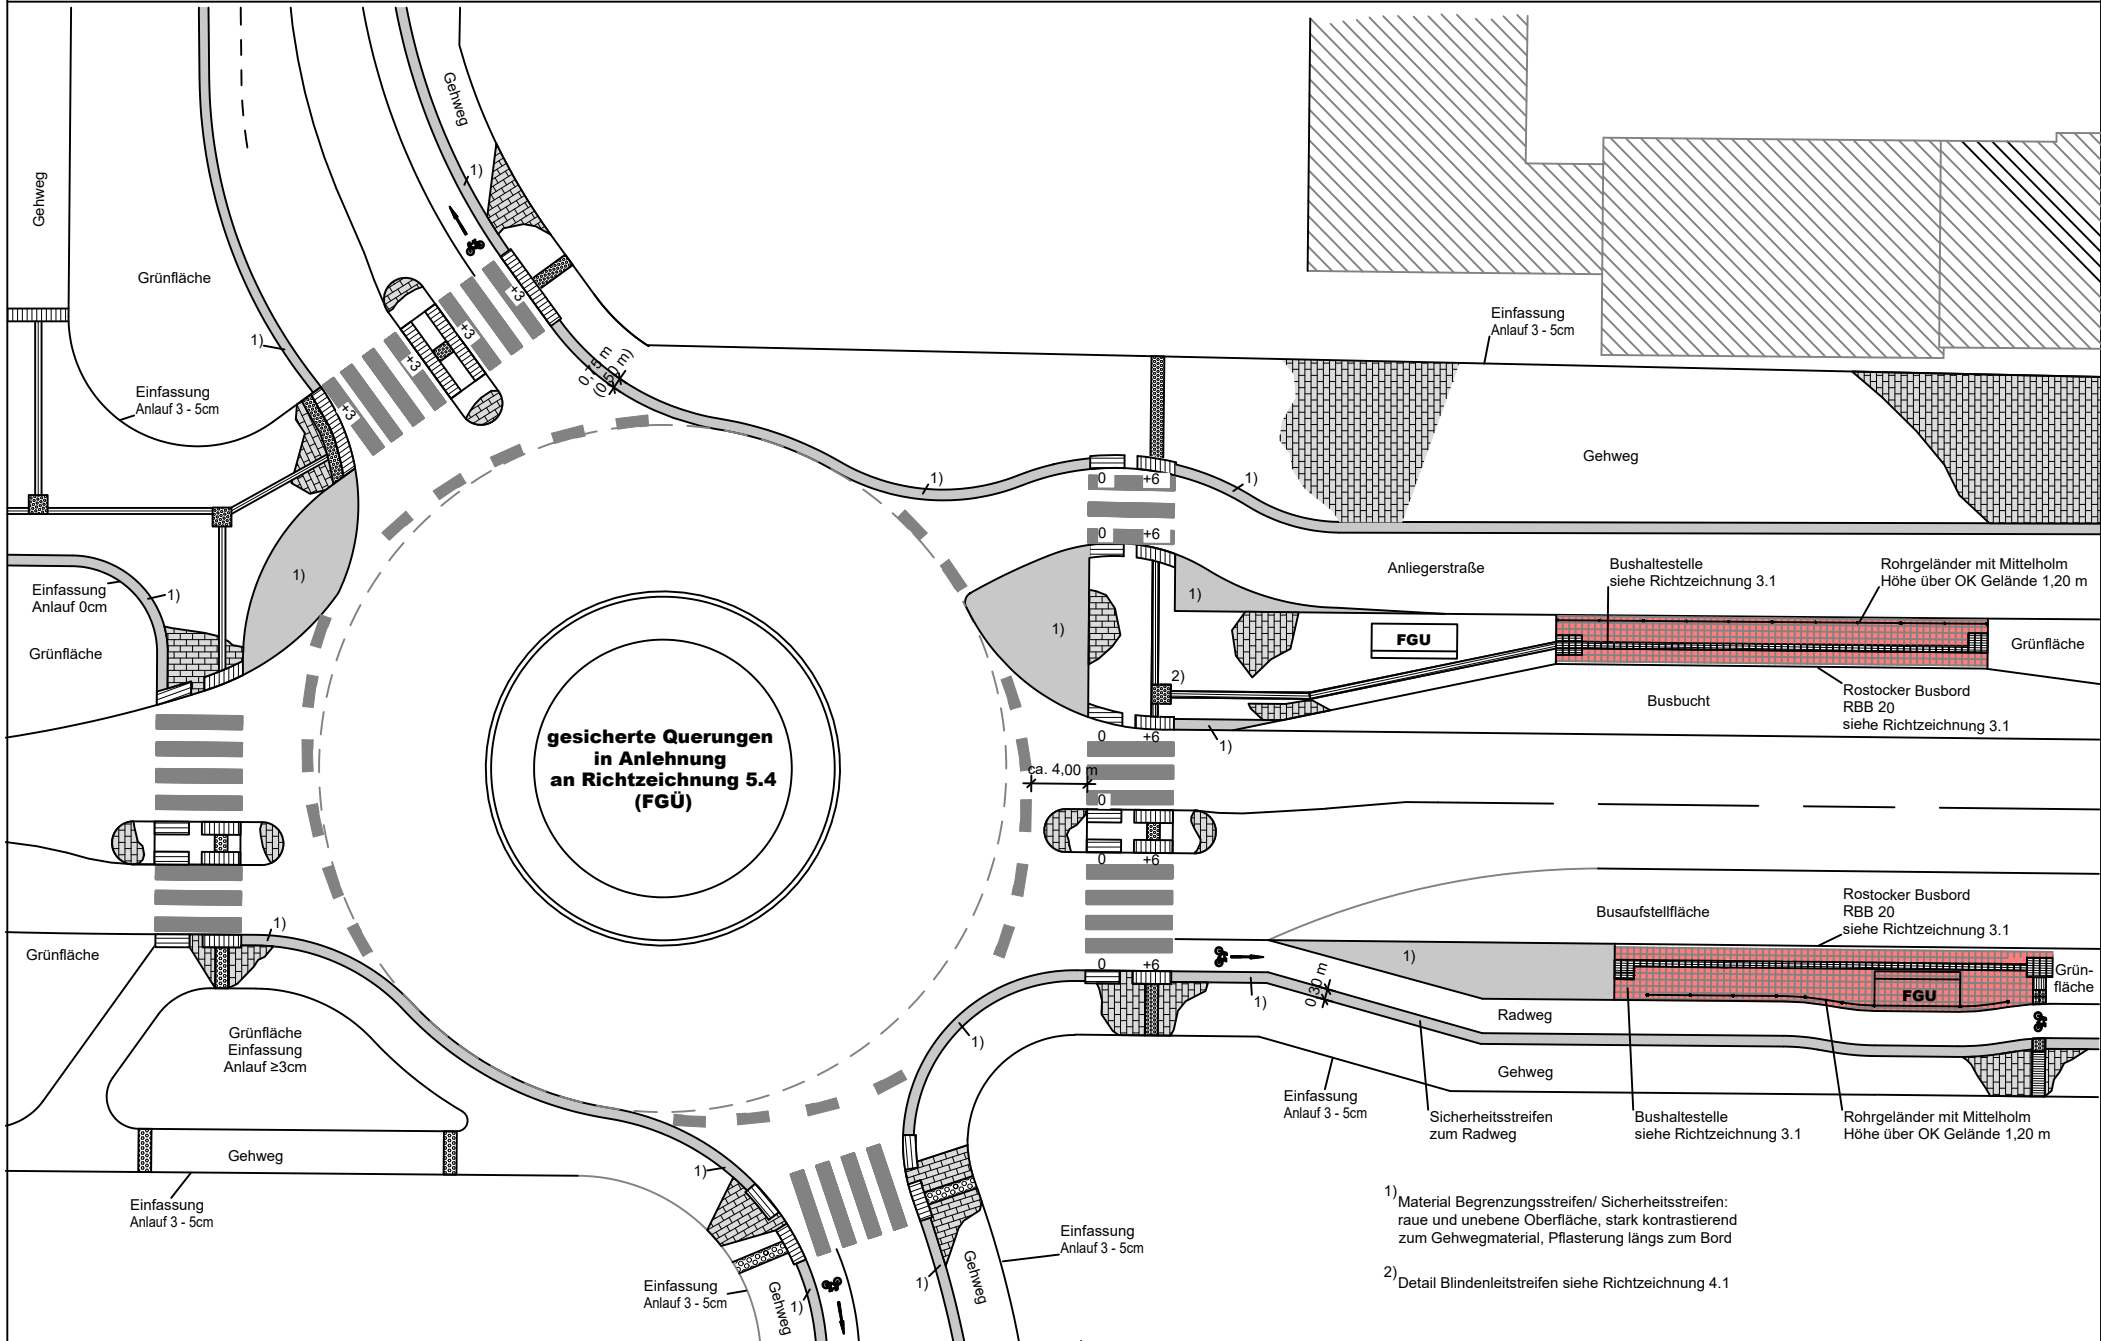 Gehweg
Gehweg
1)
Grünfläche
1)
Einfassung
Anlauf 3 - 5cm
+3
+3
+3
+3
0,75 m
(0,50 m)
Einfassung
Anlauf 3 - 5cm
Gehweg
1)
1)
0
+6
0
+6
Anliegerstraße
Bushaltestelle
siehe Richtzeichnung 3.1
Rohrgeländer mit Mittelholm
Höhe über OK Gelände 1,20 m
1)
Einfassung
Anlauf 0cm
1)
Grünfläche
1)
1)
FGU
Grünfläche
2)
Busbucht
Rostocker Busbord
RBB 20
siehe Richtzeichnung 3.1
1)
gesicherte Querungen
in Anlehnung
an Richtzeichnung 5.4
(FGÜ)
0
+6
ca. 4,00 m
0
0
+6
Busaufstellfläche
Rostocker Busbord
RBB 20
siehe Richtzeichnung 3.1
1)
Grünfläche
0
+6
1)
1)
0,30 m
FGU
Grün-
fläche
Radweg
Grünfläche
Einfassung
Anlauf ≥3cm
1)
Gehweg
Einfassung
Anlauf 3 - 5cm
Sicherheitsstreifen
zum Radweg
Bushaltestelle
siehe Richtzeichnung 3.1
Rohrgeländer mit Mittelholm
Höhe über OK Gelände 1,20 m
Gehweg
1)
Einfassung
Anlauf 3 - 5cm
Einfassung
Anlauf 3 - 5cm
Einfassung
Anlauf 3 - 5cm
Gehweg
1)
1)
Gehweg
1) Material Begrenzungsstreifen/ Sicherheitsstreifen:
raue und unebene Oberfläche, stark kontrastierend
zum Gehwegmaterial, Pflasterung längs zum Bord
2) Detail Blindenleitstreifen siehe Richtzeichnung 4.1